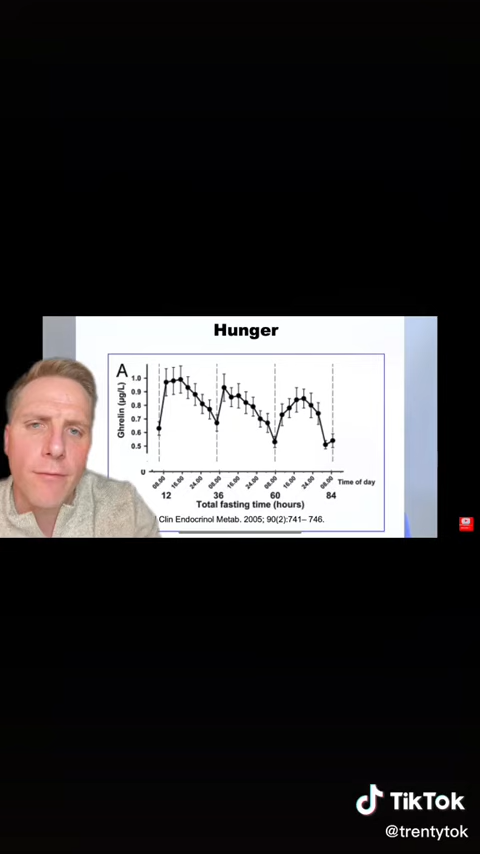 Hunger
A
Ghrelin (µg/L)
1.0
0.9
0.8
0.7
0.6
0.5
0
08.00 16.00 24.00 08.00 16.00 24.00 08.00 16.00 24.00 08.00 Time of day
12 36 60 84
Total fasting time (hours)
Clin Endocrinol Metab. 2005; 90(2):741– 746.
TikTok
@trentytok